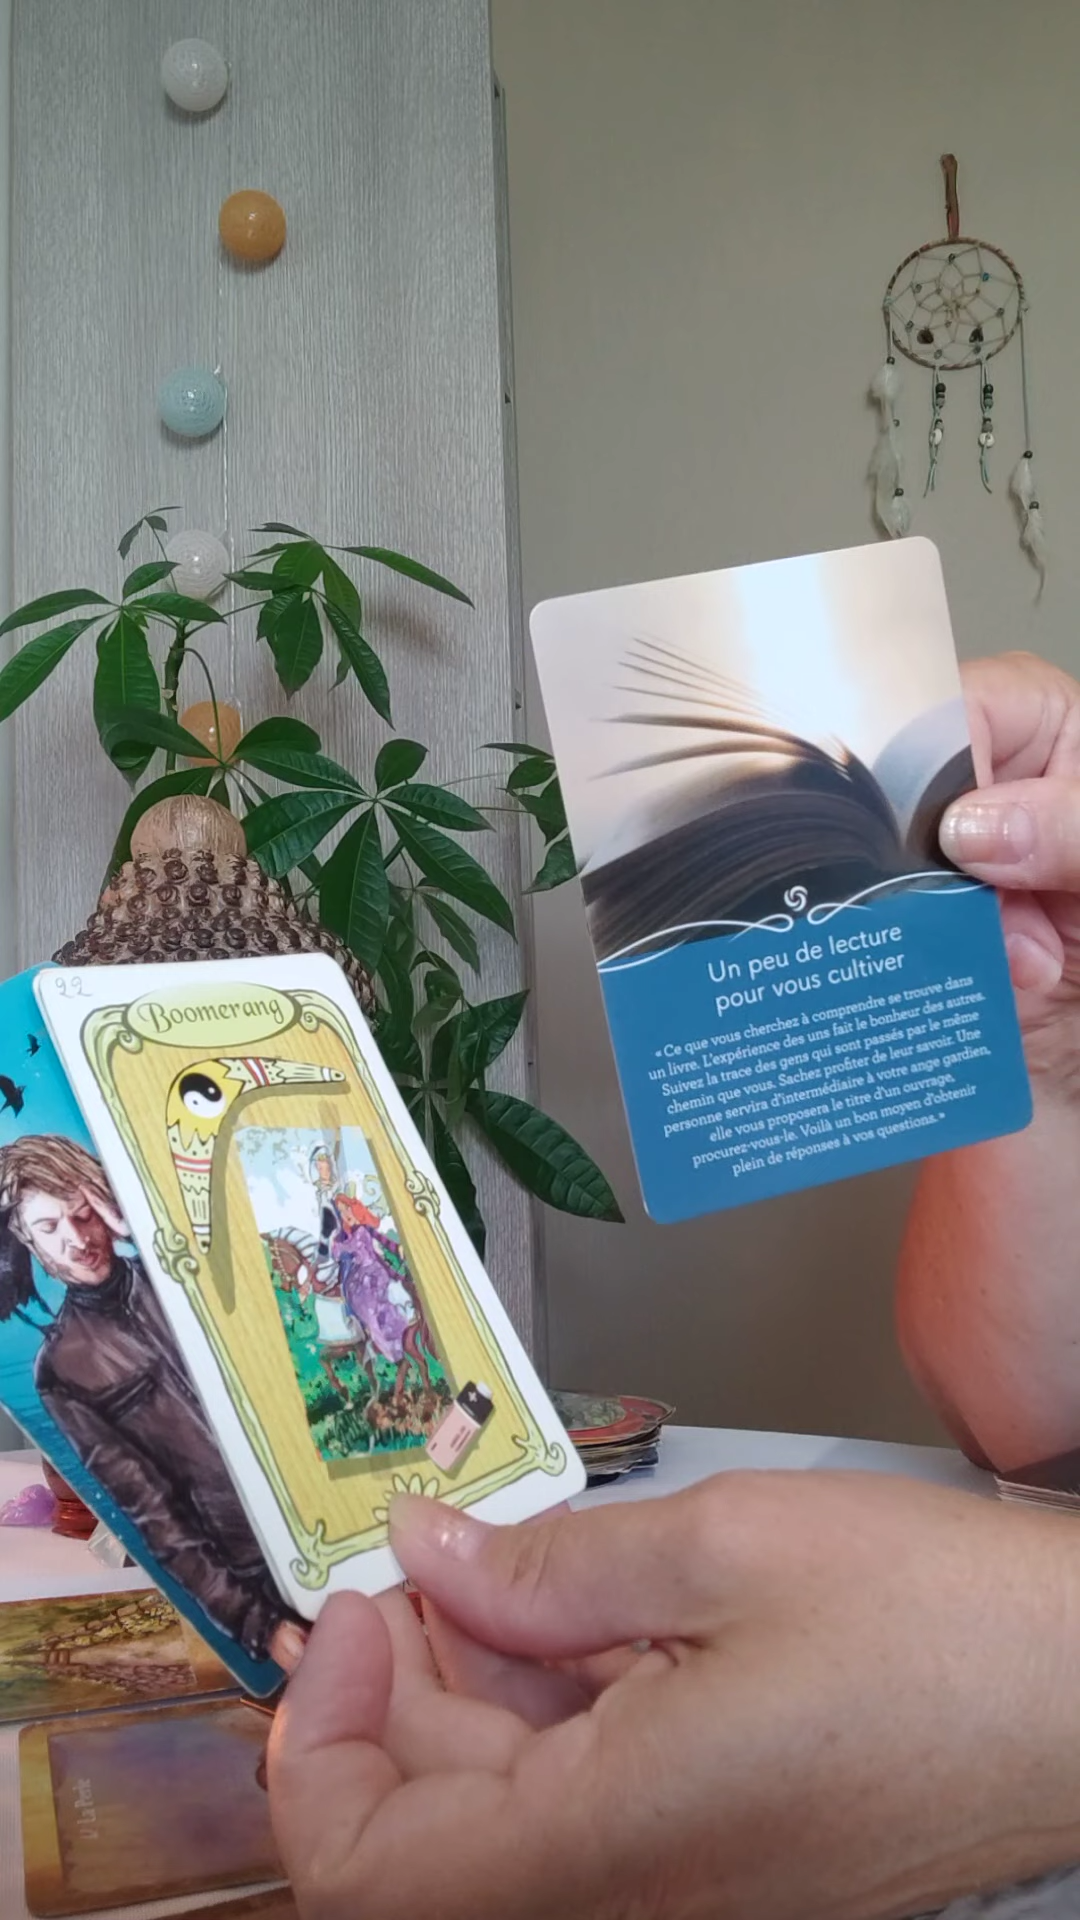 22
Boomerang
Un peu de lecture
pour vous cultiver
« Ce que vous cherchez à comprendre se trouve dans
un livre. L'expérience des uns fait le bonheur des autres.
Suivez la trace des gens qui sont passés par le même
chemin que vous. Sachez profiter de leur savoir. Une
personne servira d'intermédiaire à votre ange gardien,
elle vous proposera le titre d'un ouvrage,
procurez-vous-le. Voilà un bon moyen d'obtenir
plein de réponses à vos questions. »
La Perle